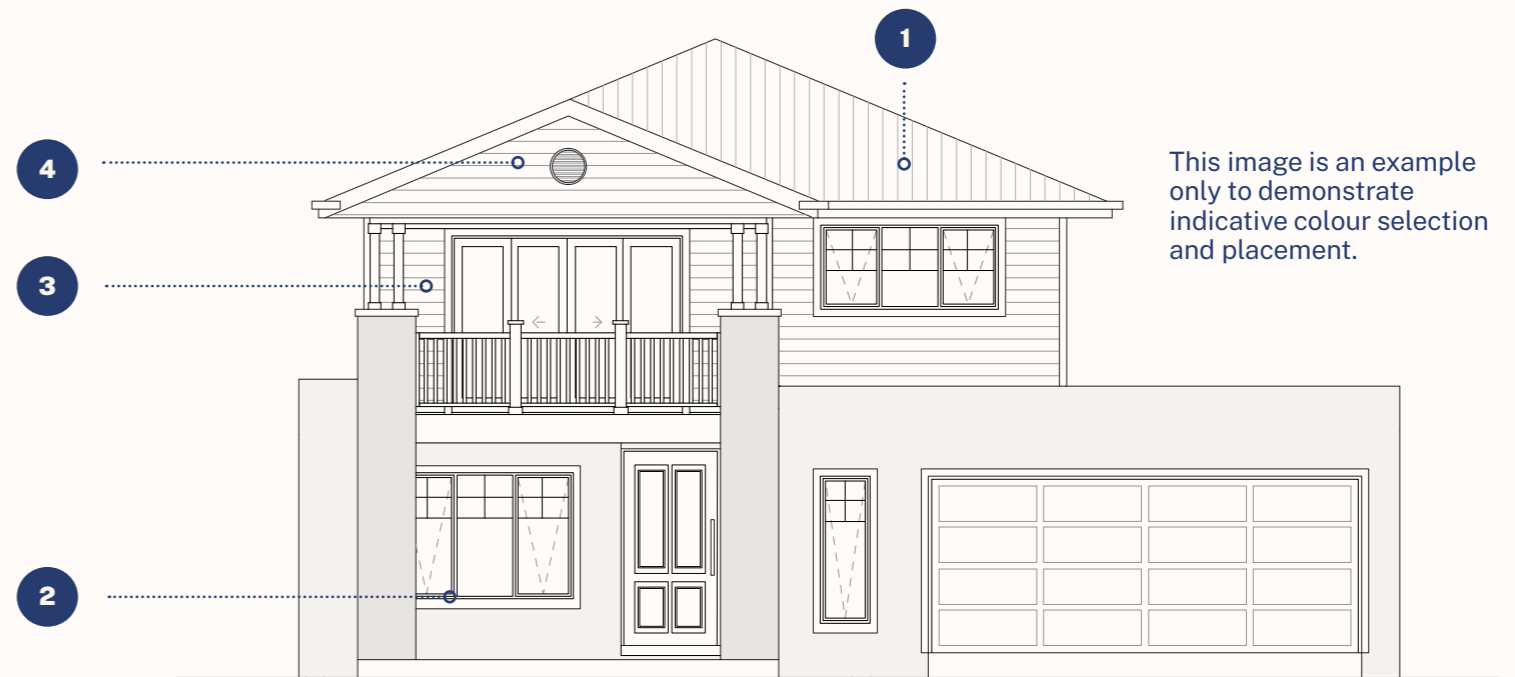 1
This image is an example
only to demonstrate
indicative colour selection
and placement.
4
3
2